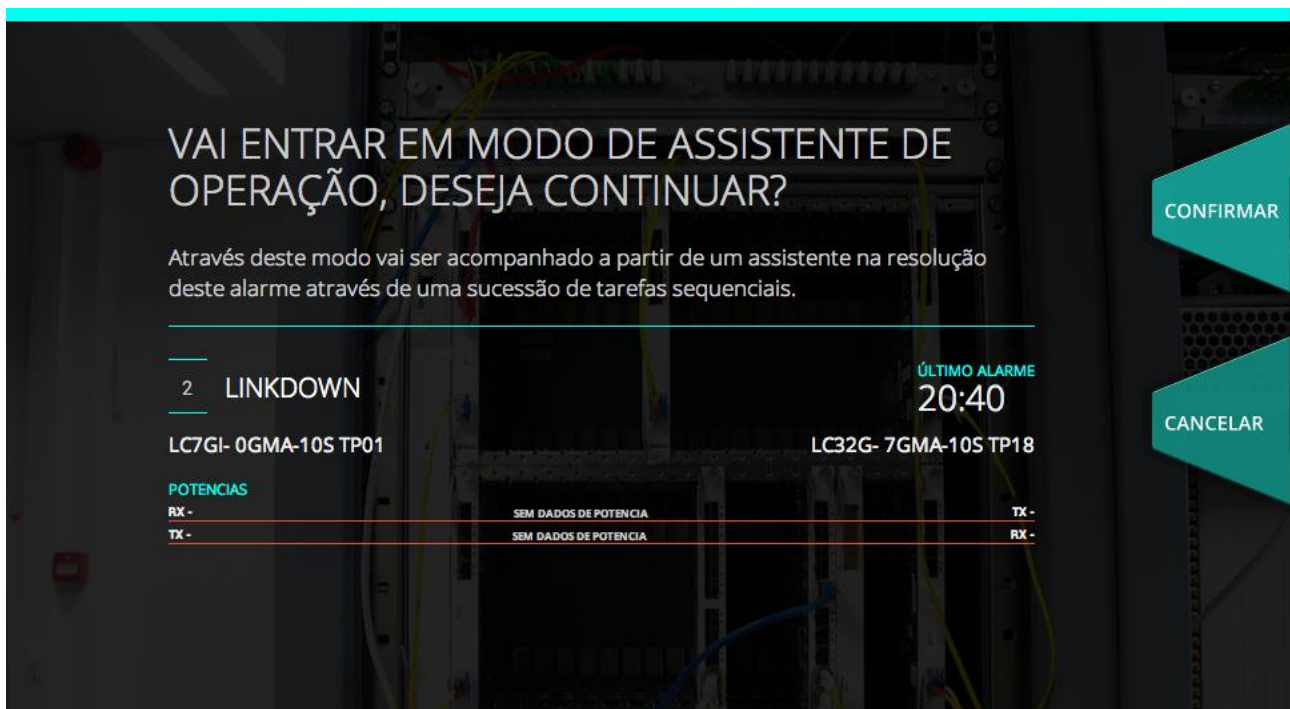 VAI ENTRAR EM MODO DE ASSISTENTE DE
OPERAÇÃO, DESEJA CONTINUAR?
CONFIRMAR
Através deste modo vai ser acompanhado a partir de um assistente na resolução
deste alarme através de uma sucessão de tarefas sequenciais.
2 LINKDOWN
ÚLTIMO ALARME
20:40
CANCELAR
LC7GI- 0GMA-10S TP01
LC32G- 7GMA-10S TP18
POTENCIAS
RX - SEM DADOS DE POTENCIA TX -
TX - SEM DADOS DE POTENCIA RX -